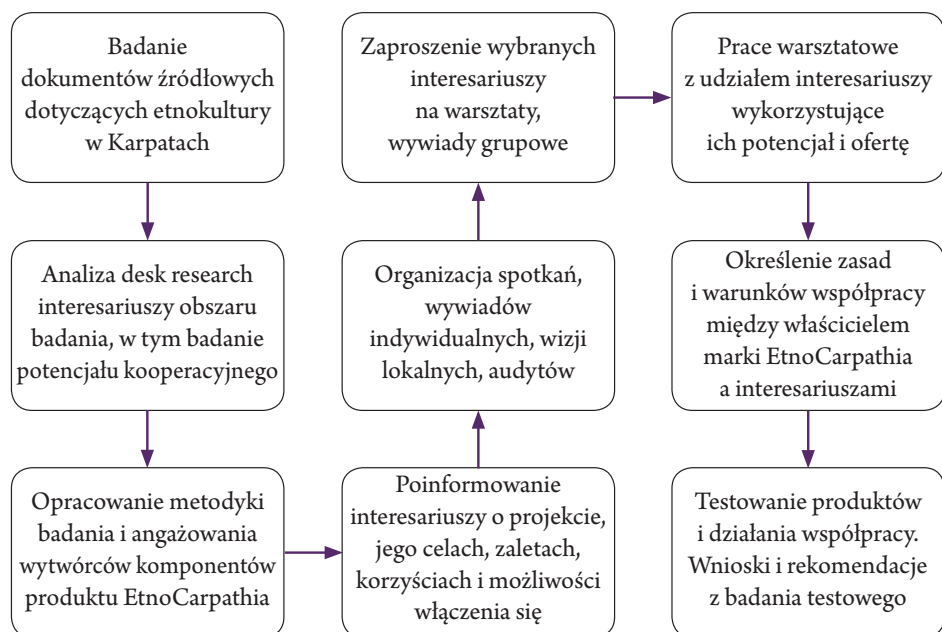 Badanie
dokumentów źródłowych
dotyczących etnokultury
w Karpatach
Analiza desk research
interesariuszy obszaru
badania, w tym badanie
potencjału kooperacyjnego
Opracowanie metodyki
badania i angażowania
wytwórców komponentów
produktu EtnoCarpathia
Poinformowanie
interesariuszy o projekcie,
jego celach, zaletach,
korzyściach i możliwości
włączenia się
Organizacja spotkań,
wywiadów
indywidualnych, wizji
lokalnych, audytów
Zaproszenie wybranych
interesariuszy
na warsztaty,
wywiady grupowe
Prace warsztatowe
z udziałem interesariuszy
wykorzystujące
ich potencjał i ofertę
Określenie zasad
i warunków współpracy
między właścicielem
marki EtnoCarpathia
a interesariuszami
Testowanie produktów
i działania współpracy.
Wnioski i rekomendacje
z badania testowego